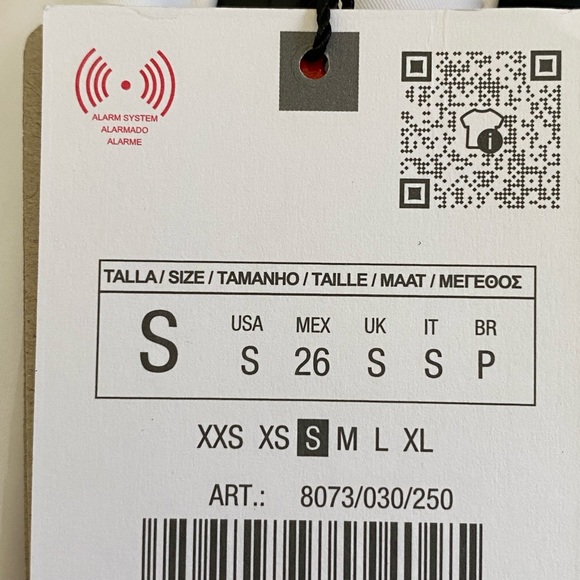 ALARM SYSTEM
ALARMADO
ALARME
i
TALLA / SIZE / TAMANHO / TAILLE / MAAT / ΜΕΓΕΘΟΣ
S
USA MEX UK IT BR
S 26 S S P
XXS XS S M L XL
ART.: 8073/030/250